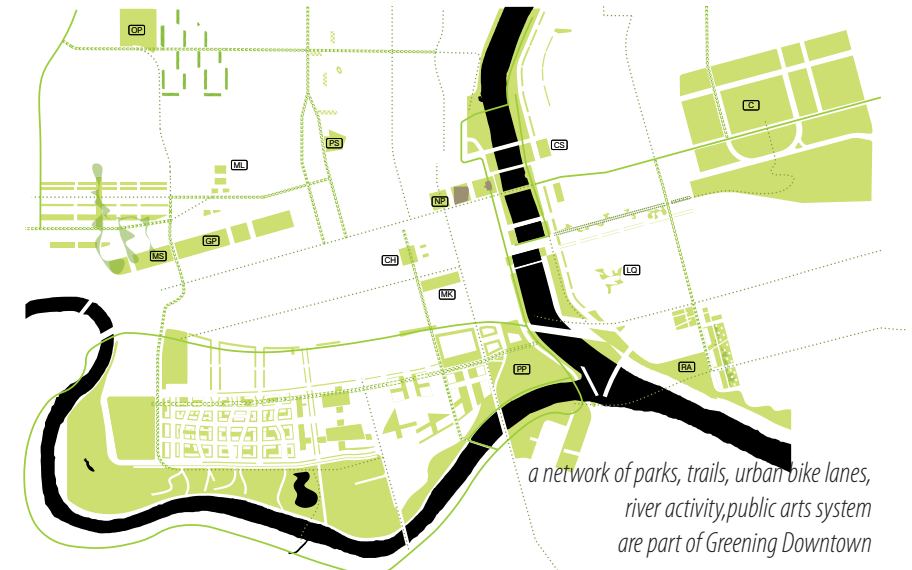 OP
C
PS
CS
ML
NP
GP
MS
CH
LQ
MK
PP
RA
a network of parks, trails, urban bike lanes,
river activity,public arts system
are part of Greening Downtown